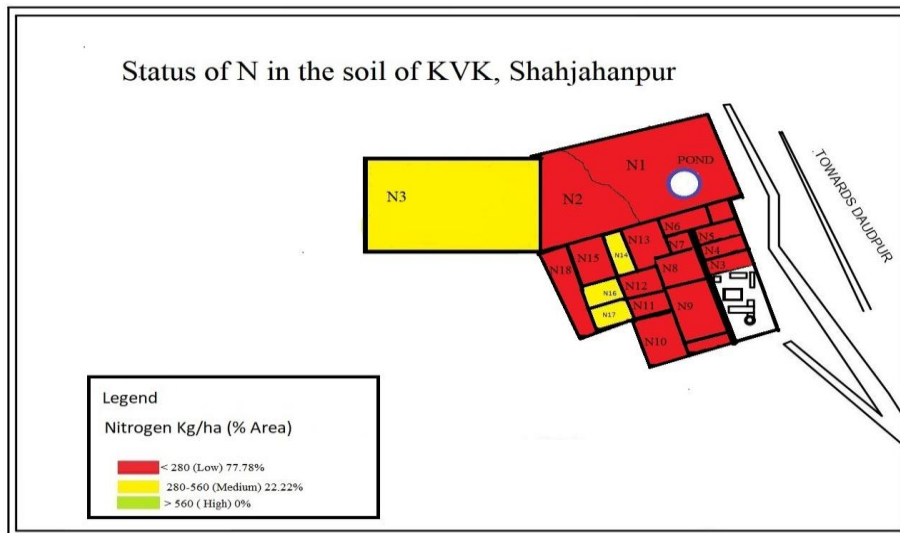 Status of N in the soil of KVK, Shahjahanpur
N1
POND
N2
N3
TOWARDS DAUDPUR
N6
N13
N5
N7
N14
N4
N15
N3
N18
N8
N12
N16
N11
N9
N17
N10
Legend
Nitrogen Kg/ha (% Area)
< 280 (Low) 77.78%
280-560 (Medium) 22.22%
> 560 ( High) 0%